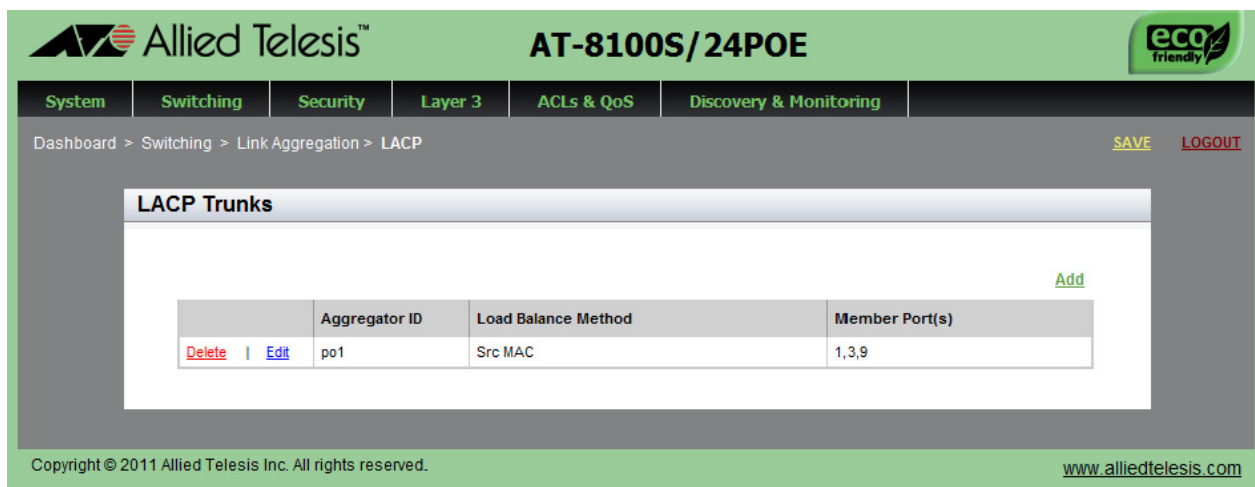 Allied Telesis™ AT-8100S/24POE eco friendly
System Switching Security Layer 3 ACLs & QoS Discovery & Monitoring
Dashboard > Switching > Link Aggregation > LACP SAVE LOGOUT
LACP Trunks
Add
Aggregator ID Load Balance Method Member Port(s)
Delete | Edit po1 Src MAC 1,3,9
Copyright © 2011 Allied Telesis Inc. All rights reserved. www.alliedtelesis.com